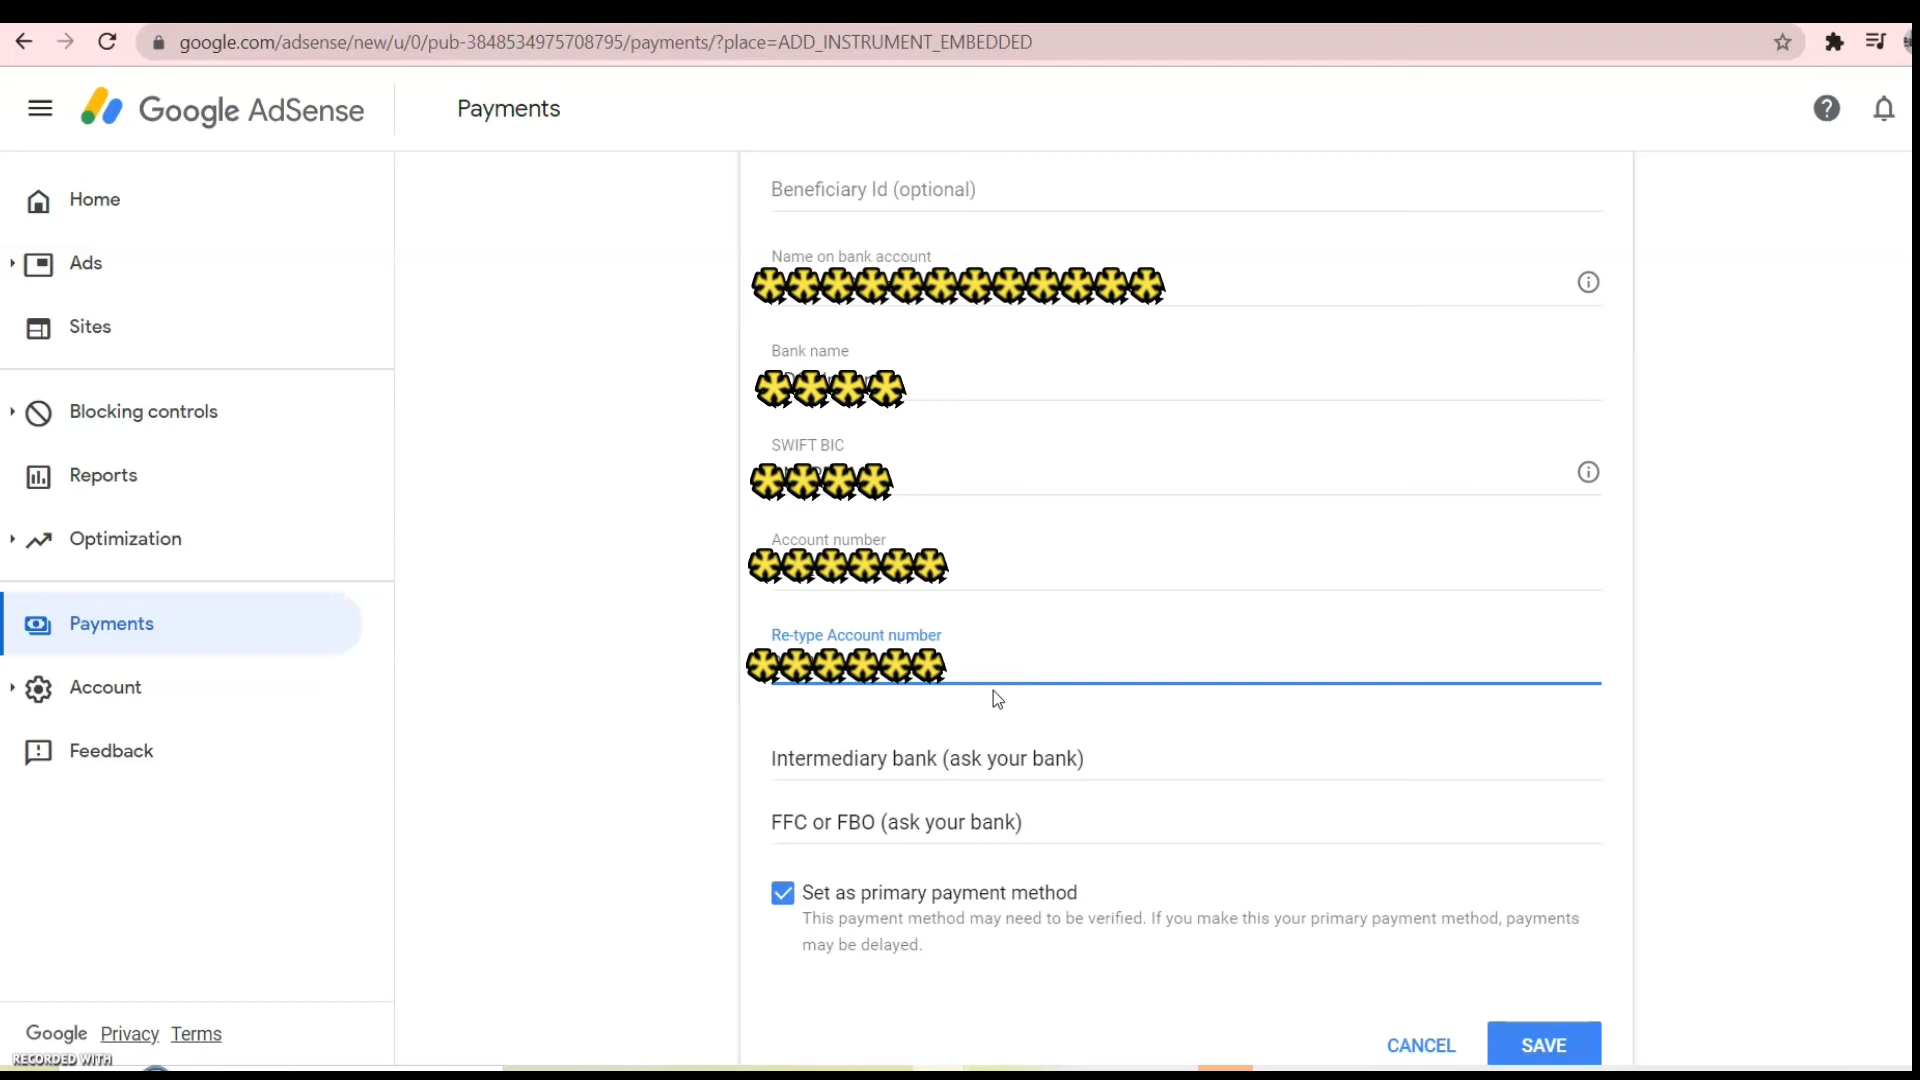 google.com/adsense/new/u/0/pub-3848534975708795/payments/?place=ADD_INSTRUMENT_EMBEDDED
Google AdSense
Payments
Home
Ads
Sites
Blocking controls
Reports
Optimization
Payments
Account
Feedback
Google Privacy Terms
RECORDED WITH
Beneficiary Id (optional)
Name on bank account
Bank name
SWIFT BIC
Account number
Re-type Account number
Intermediary bank (ask your bank)
FFC or FBO (ask your bank)
Set as primary payment method
This payment method may need to be verified. If you make this your primary payment method, payments
may be delayed.
CANCEL
SAVE